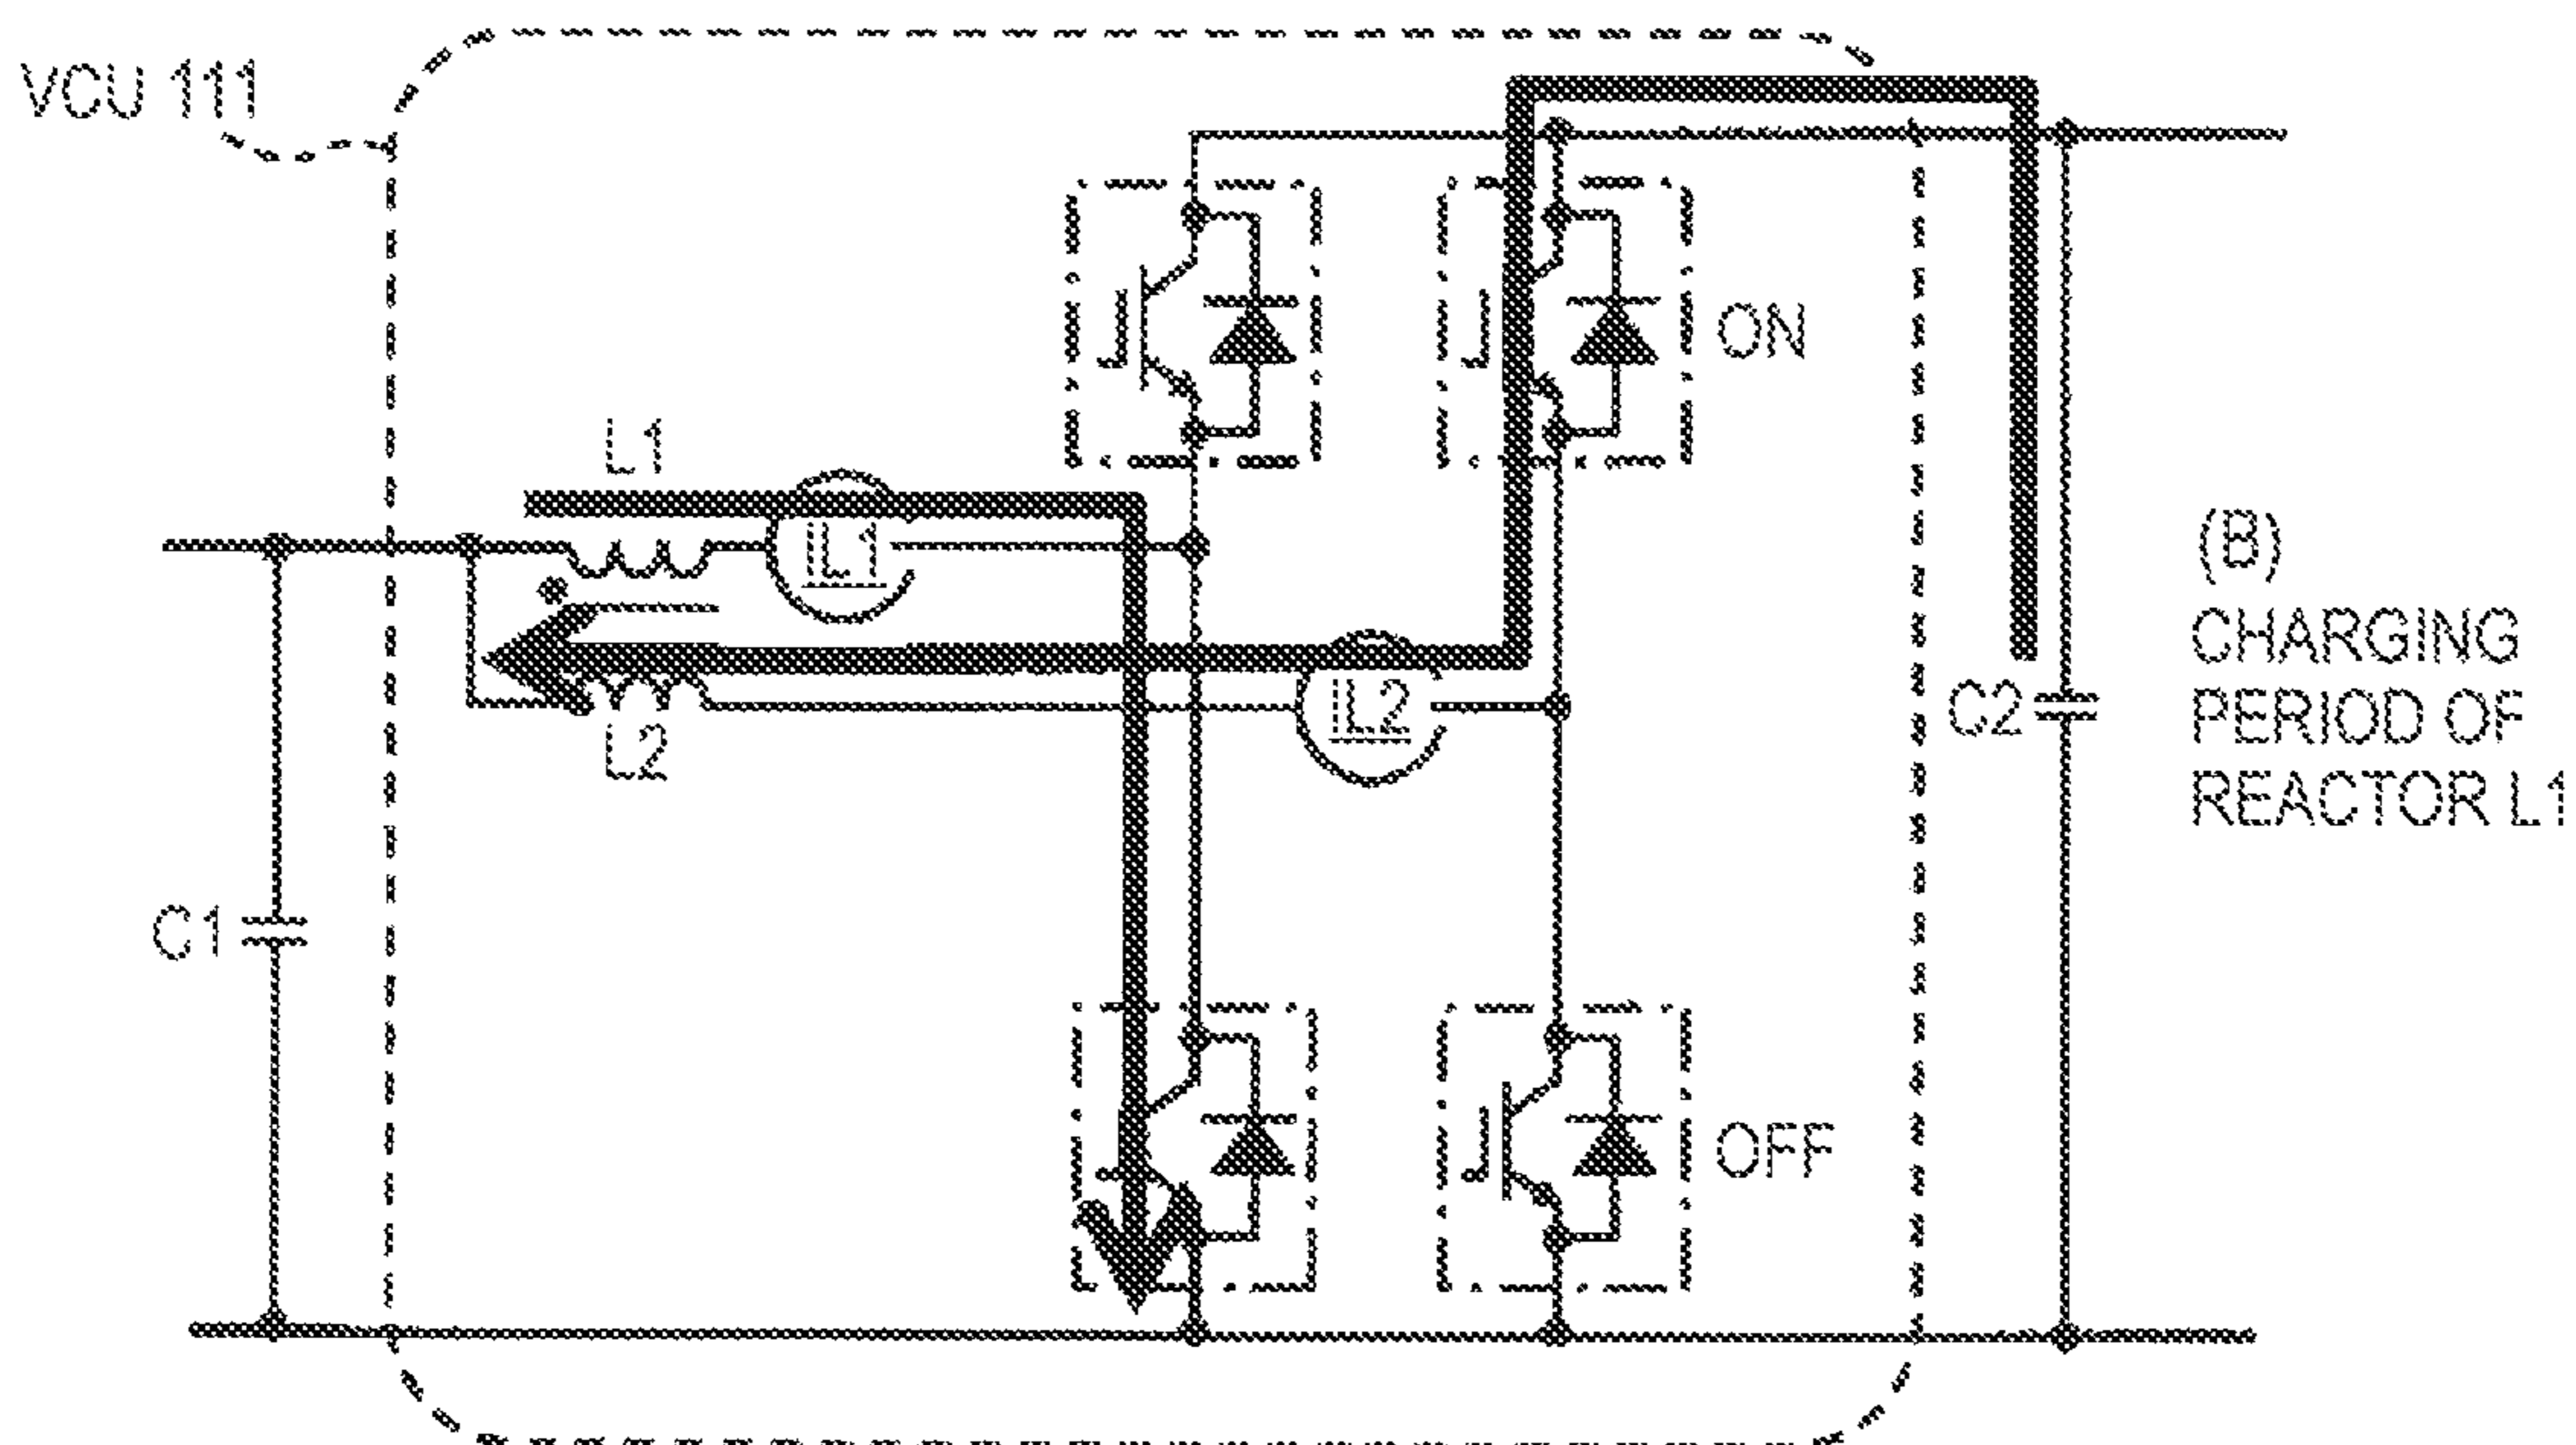 VCU 111
ON
L1
IL1
IL2
L2
C2
(B)
CHARGING
PERIOD OF
REACTOR L1
C1
OFF